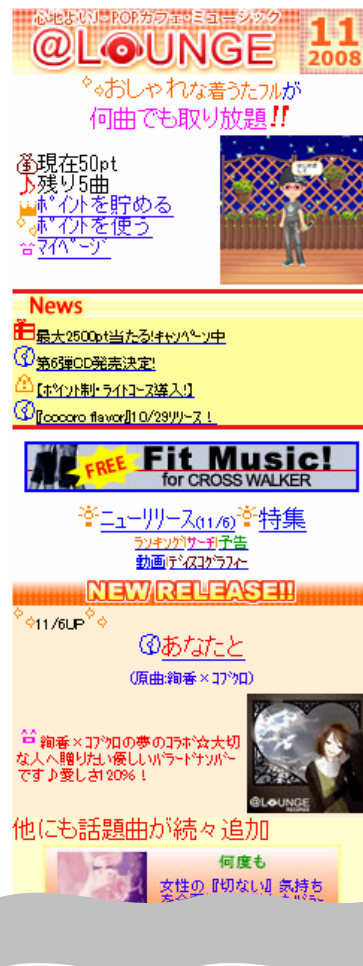 心地よいJ-POPカフェ・ミュージック
@LOUNGE
11
2008
おしゃれな着うたフルが
何曲でも取り放題!!
現在50pt
残り5曲
ﾎﾟｲﾝﾄを貯める
ﾎﾟｲﾝﾄを使う
ﾏｲﾍﾟｰｼﾞ
News
最大2500pt当たる!ｷｬﾝﾍﾟｰﾝ中
第6弾CD発売決定!
【ﾎﾟｲﾝﾄ制･ﾗｲﾄｺｰｽ導入!】
『cocoro flavor』10/29ﾘﾘｰｽ！
FREE Fit Music!
for CROSS WALKER
ニューリリース(11/6) 特集
ﾗﾝｷﾝｸﾞ|ｻｰﾁ|予告
動画|ﾃﾞｨｽｺｸﾞﾗﾌｨｰ
NEW RELEASE!!
11/6UP
あなたと
(原曲:絢香×ｺﾌﾞｸﾛ)
絢香×ｺﾌﾞｸﾛの夢のｺﾗﾎﾞ☆大切
な人へ贈りたい優しいﾊﾞﾗｰﾄﾞﾅﾝﾊﾞｰ
です♪愛しさ120%！
@LOUNGE
RECORDS
他にも話題曲が続々追加
何度も
女性の『切ない』気持ち